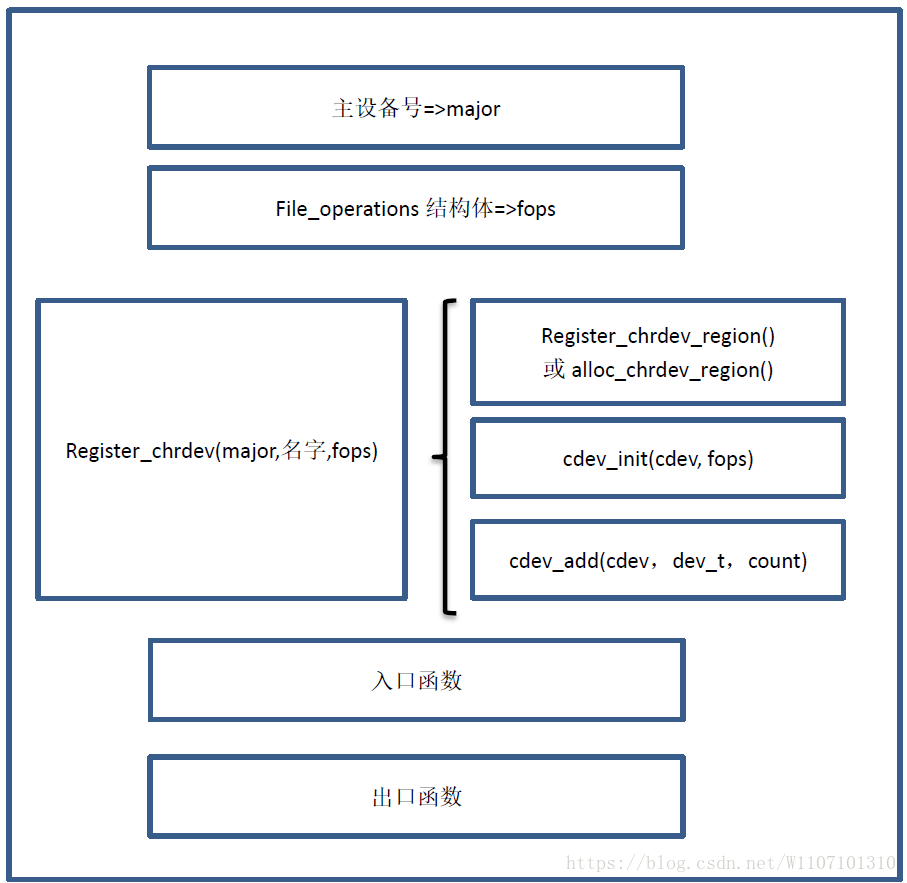 主设备号=>major
File_operations 结构体=>fops
Register_chrdev(major,名字,fops)
Register_chrdev_region()
或 alloc_chrdev_region()
cdev_init(cdev, fops)
cdev_add(cdev，dev_t，count)
入口函数
出口函数
https://blog.csdn.net/W1107101310